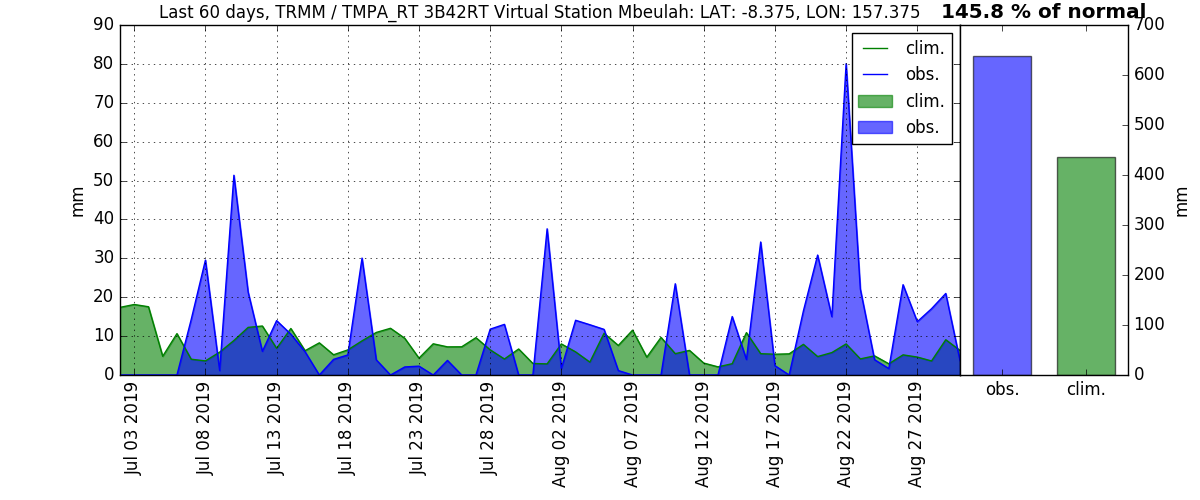 Last 60 days, TRMM / TMPA_RT 3B42RT Virtual Station Mbeulah: LAT: -8.375, LON: 157.375
145.8 % of normal
90
80
70
60
50
40
30
20
10
0
mm
clim.
obs.
clim.
obs.
700
600
500
400
300
200
100
0
mm
Jul 03 2019
Jul 08 2019
Jul 13 2019
Jul 18 2019
Jul 23 2019
Jul 28 2019
Aug 02 2019
Aug 07 2019
Aug 12 2019
Aug 17 2019
Aug 22 2019
Aug 27 2019
obs.
clim.